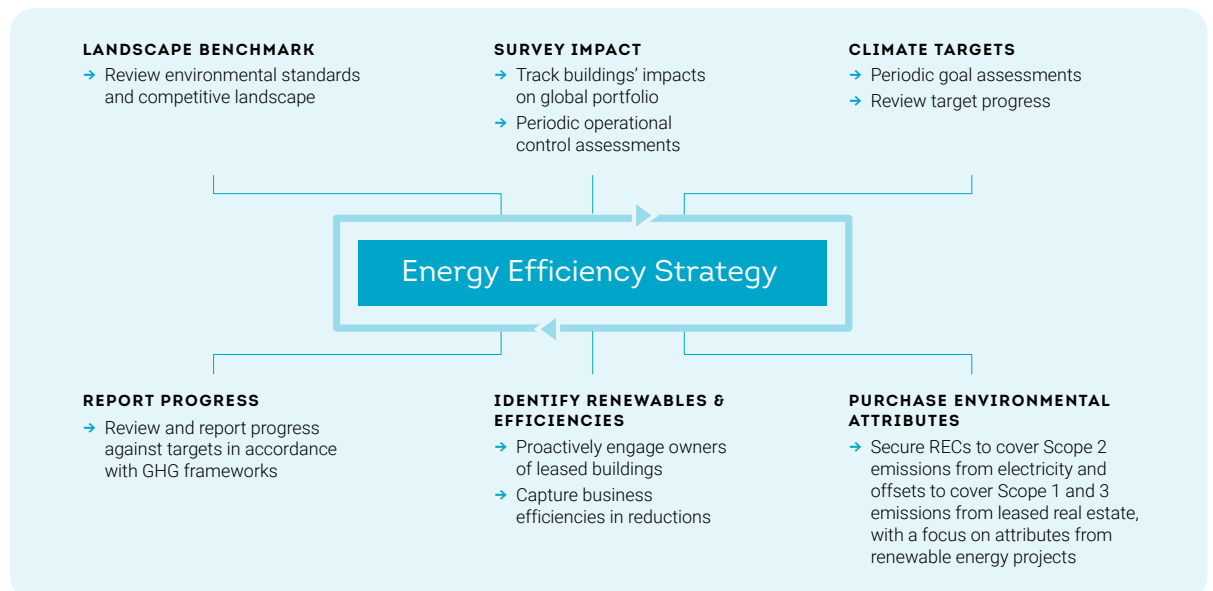 LANDSCAPE BENCHMARK
→ Review environmental standards
and competitive landscape
SURVEY IMPACT
→ Track buildings’ impacts
on global portfolio
→ Periodic operational
control assessments
CLIMATE TARGETS
→ Periodic goal assessments
→ Review target progress
Energy Efficiency Strategy
REPORT PROGRESS
→ Review and report progress
against targets in accordance
with GHG frameworks
IDENTIFY RENEWABLES &
EFFICIENCIES
→ Proactively engage owners
of leased buildings
→ Capture business
efficiencies in reductions
PURCHASE ENVIRONMENTAL
ATTRIBUTES
→ Secure RECs to cover Scope 2
emissions from electricity and
offsets to cover Scope 1 and 3
emissions from leased real estate,
with a focus on attributes from
renewable energy projects